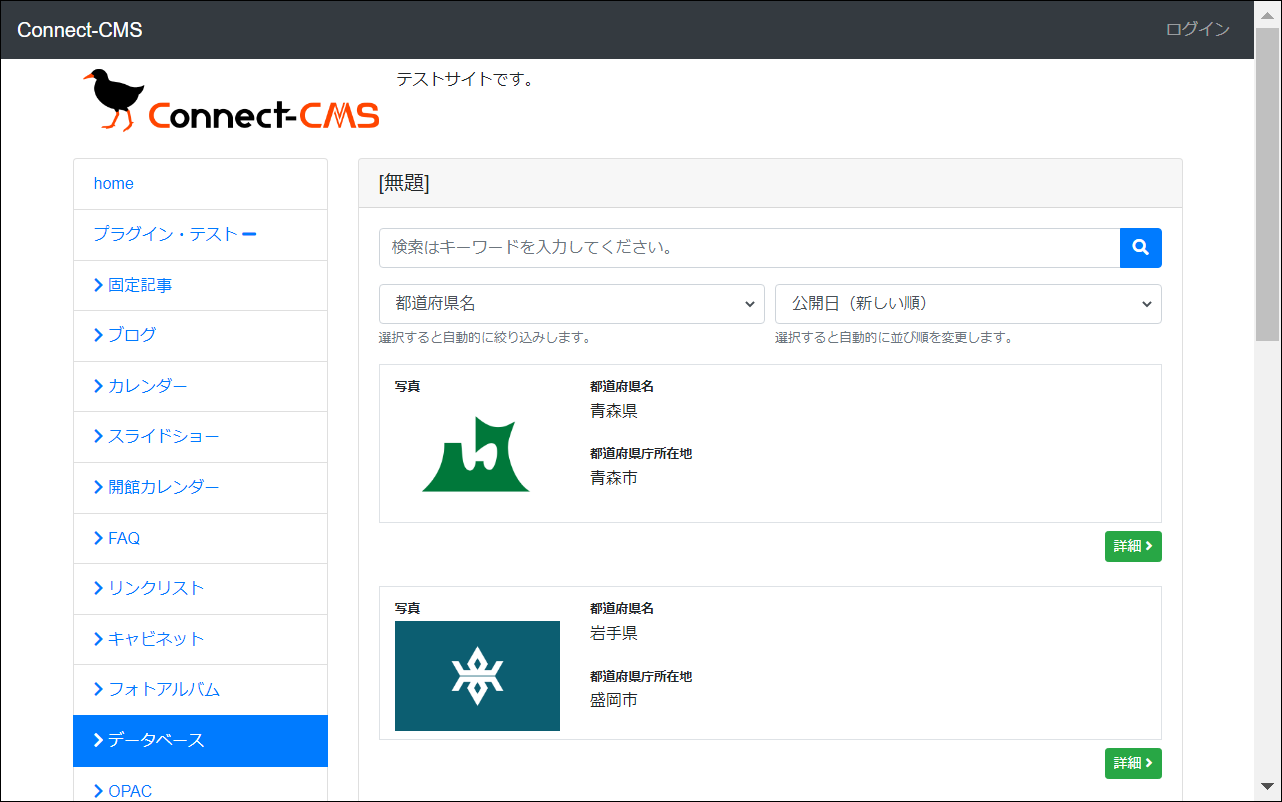 Connect-CMS
ログイン
Connect-CMS
テストサイトです。
home
プラグイン・テスト
固定記事
ブログ
カレンダー
スライドショー
開館カレンダー
FAQ
リンクリスト
キャビネット
フォトアルバム
データベース
OPAC
[無題]
検索はキーワードを入力してください。
都道府県名
公開日（新しい順）
選択すると自動的に絞り込みします。
選択すると自動的に並び順を変更します。
写真
都道府県名
青森県
都道府県庁所在地
青森市
詳細
写真
都道府県名
岩手県
都道府県庁所在地
盛岡市
詳細